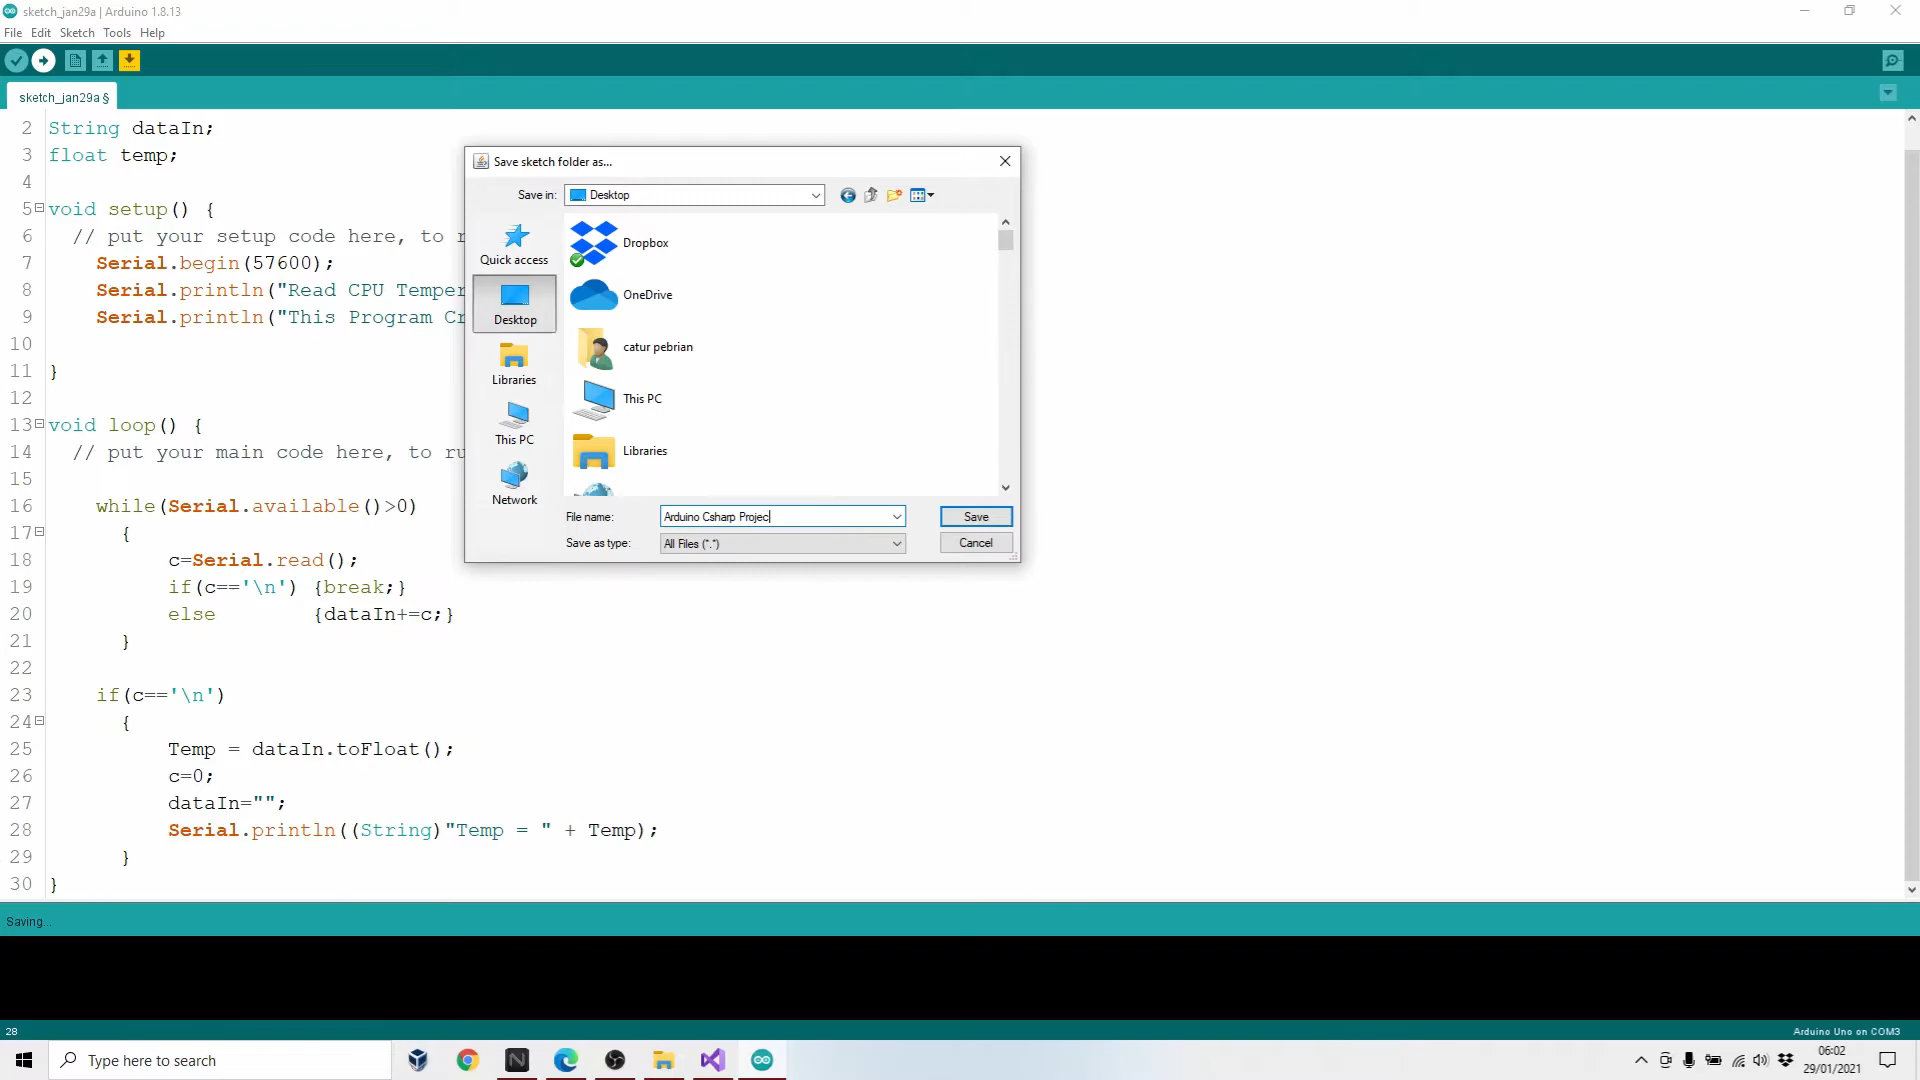 sketch_jan29a | Arduino 1.8.13
File Edit Sketch Tools Help
sketch_jan29a §
2 String dataIn;
3 float temp;
4
5 void setup() {
6 // put your setup code here, to r
7 Serial.begin(57600);
8 Serial.println("Read CPU Temper
9 Serial.println("This Program Cr
10
11 }
12
13 void loop() {
14 // put your main code here, to ru
15
16 while(Serial.available()>0)
17 {
18 c=Serial.read();
19 if(c=='\n') {break;}
20 else {dataIn+=c;}
21 }
22
23 if(c=='\n')
24 {
25 Temp = dataIn.toFloat();
26 c=0;
27 dataIn="";
28 Serial.println((String)"Temp = " + Temp);
29 }
30 }
Save sketch folder as...
Save in: Desktop
Quick access
Desktop
Libraries
This PC
Network
Dropbox
OneDrive
catur pebrian
This PC
Libraries
File name: Arduino Csharp Projec
Save
Save as type: All Files (*.*)
Cancel
Saving...
28
Arduino Uno on COM3
Type here to search
06:02
29/01/2021